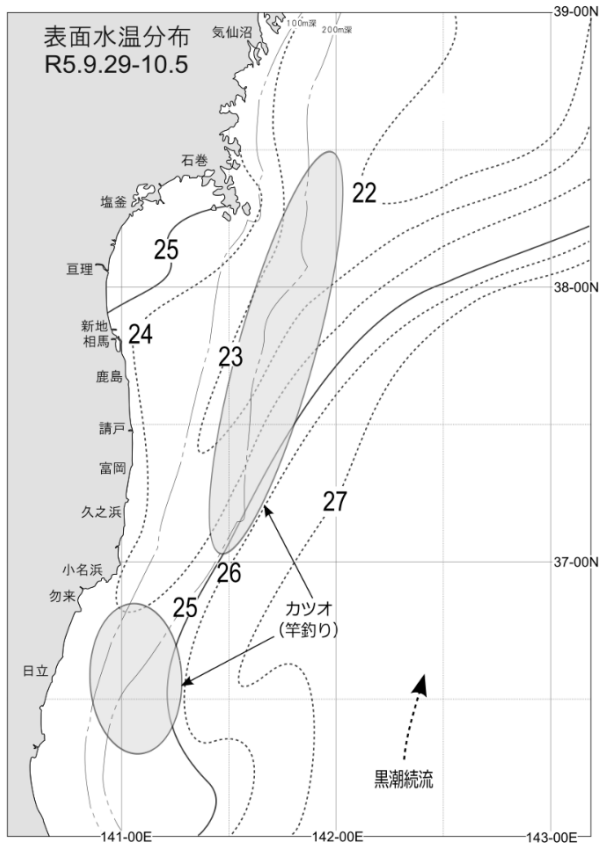 表面水温分布
R5.9.29-10.5
気仙沼
100m深
200m深
39-00N
石巻
塩釜
22
25
亘理
38-00N
新地
相馬
24
23
鹿島
請戸
富岡
27
久之浜
小名浜
37-00N
26
勿来
25
カツオ
(竿釣り)
日立
黒潮続流
141-00E
142-00E
143-00E